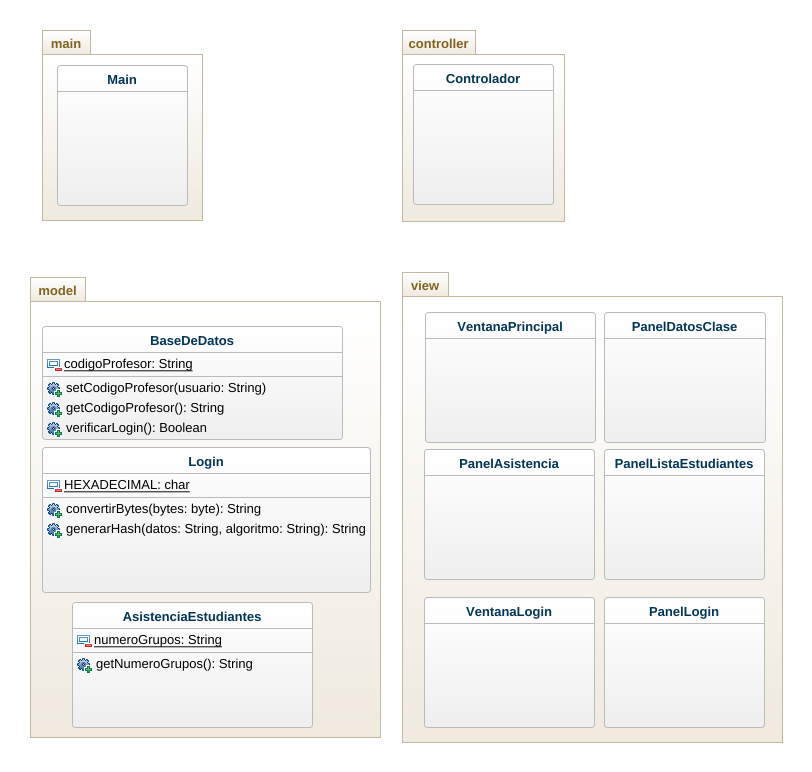 main
Main
controller
Controlador
model
BaseDeDatos
codigoProfesor: String
setCodigoProfesor(usuario: String)
getCodigoProfesor(): String
verificarLogin(): Boolean
Login
HEXADECIMAL: char
convertirBytes(bytes: byte): String
generarHash(datos: String, algoritmo: String): String
AsistenciaEstudiantes
numeroGrupos: String
getNumeroGrupos(): String
view
VentanaPrincipal
PanelDatosClase
PanelAsistencia
PanelListaEstudiantes
VentanaLogin
PanelLogin